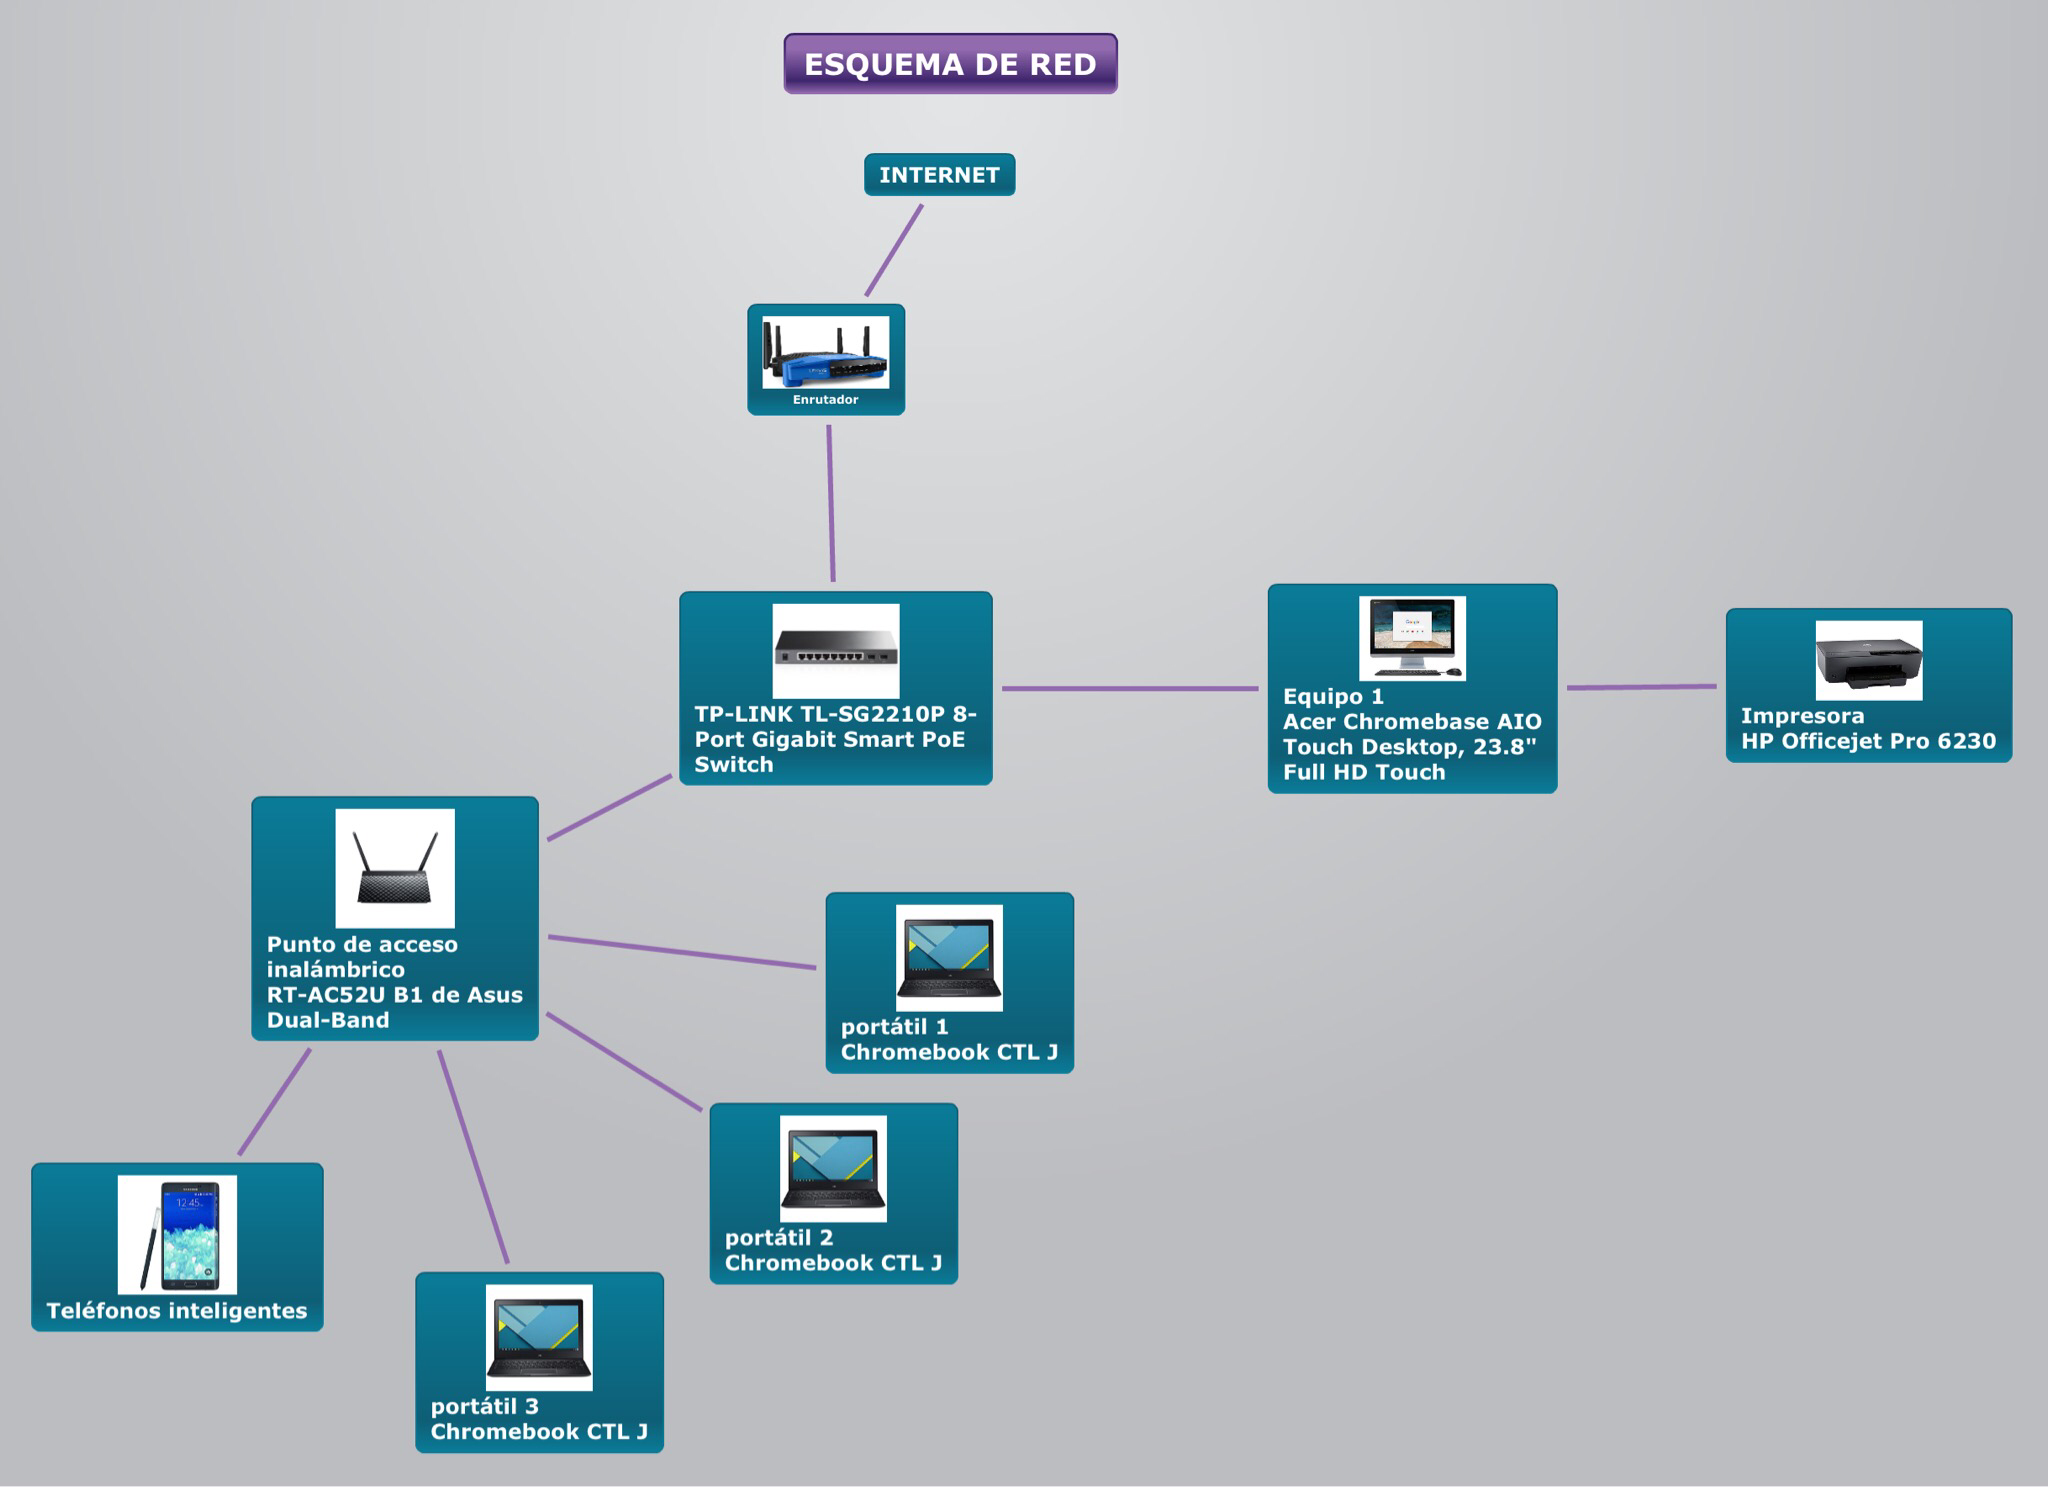 ESQUEMA DE RED
INTERNET
Enrutador
TP-LINK TL-SG2210P 8-
Port Gigabit Smart PoE
Switch
Equipo 1
Acer Chromebase AIO
Touch Desktop, 23.8"
Full HD Touch
Impresora
HP Officejet Pro 6230
Punto de acceso
inalámbrico
RT-AC52U B1 de Asus
Dual-Band
portátil 1
Chromebook CTL J
portátil 2
Chromebook CTL J
Teléfonos inteligentes
portátil 3
Chromebook CTL J
Google
12:45